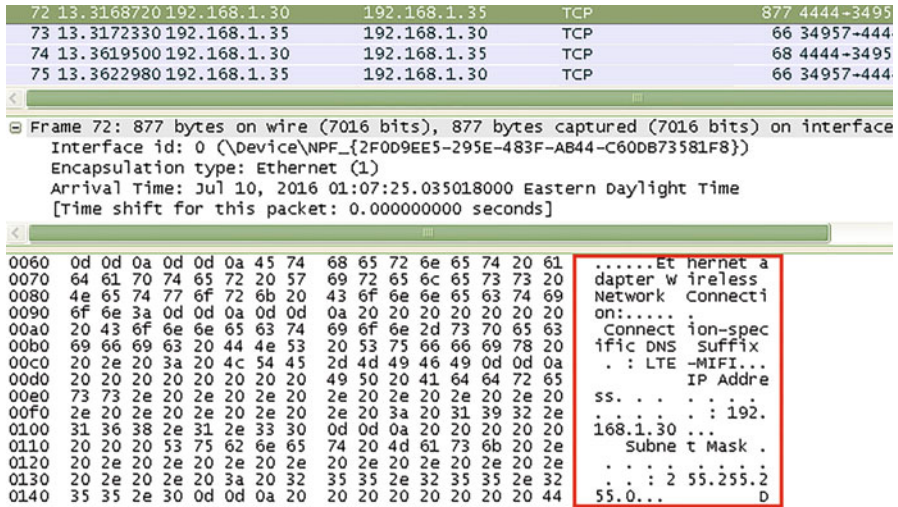 72 13.3168720 192.168.1.30 192.168.1.35 TCP 877 4444→3495
73 13.3172330 192.168.1.35 192.168.1.30 TCP 66 34957→444
74 13.3619500 192.168.1.30 192.168.1.35 TCP 68 4444→3495
75 13.3622980 192.168.1.35 192.168.1.30 TCP 66 34957→444
Frame 72: 877 bytes on wire (7016 bits), 877 bytes captured (7016 bits) on interface
Interface id: 0 (\Device\NPF_{2F0D9EE5-295E-483F-AB44-C60DB73581F8})
Encapsulation type: Ethernet (1)
Arrival Time: Jul 10, 2016 01:07:25.035018000 Eastern Daylight Time
[Time shift for this packet: 0.000000000 seconds]
0060 0d 0d 0a 0d 0d 0a 45 74 68 65 72 6e 65 74 20 61 ......Et hernet a
0070 64 61 70 74 65 72 20 57 69 72 65 6c 65 73 73 20 dapter W ireless
0080 4e 65 74 77 6f 72 6b 20 43 6f 6e 6e 65 63 74 69 Network Connecti
0090 6f 6e 3a 0d 0d 0a 0d 0d 0a 20 20 20 20 20 20 20 on:..... .
00a0 20 43 6f 6e 6e 65 63 74 69 6f 6e 2d 73 70 65 63 Connect ion-spec
00b0 69 66 69 63 20 44 4e 53 20 53 75 66 66 69 78 20 ific DNS Suffix
00c0 20 2e 20 3a 20 4c 54 45 2d 4d 49 46 49 0d 0d 0a . : LTE -MIFI...
00d0 20 20 20 20 20 20 20 20 49 50 20 41 64 64 72 65 IP Addre
00e0 73 73 2e 20 2e 20 2e 20 2e 20 2e 20 2e 20 2e 20 ss. . . . . . .
00f0 2e 20 2e 20 2e 20 2e 20 2e 20 3a 20 31 39 32 2e . . . . . : 192.
0100 31 36 38 2e 31 2e 33 30 0d 0d 0a 20 20 20 20 20 168.1.30 ...
0110 20 20 20 53 75 62 6e 65 74 20 4d 61 73 6b 20 2e Subne t Mask .
0120 20 2e 20 2e 20 2e 20 2e 20 2e 20 2e 20 2e 20 2e . . . . . . . .
0130 20 2e 20 2e 20 3a 20 32 35 35 2e 32 35 35 2e 32 . . : 2 55.255.2
0140 35 35 2e 30 0d 0d 0a 20 20 20 20 20 20 20 20 44 55.0... D